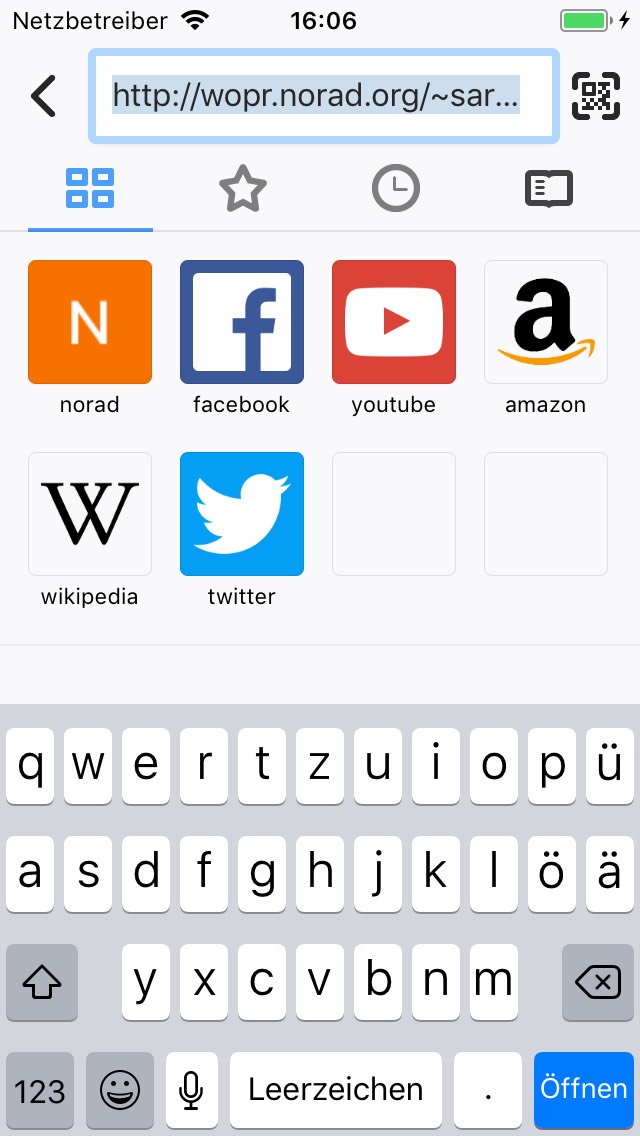 Netzbetreiber 16:06
http://wopr.norad.org/~sar...
N
a
norad facebook youtube amazon
W
wikipedia twitter
q w e r t z u i o p ü
a s d f g h j k l ö ä
y x c v b n m
123 Leerzeichen . Öffnen